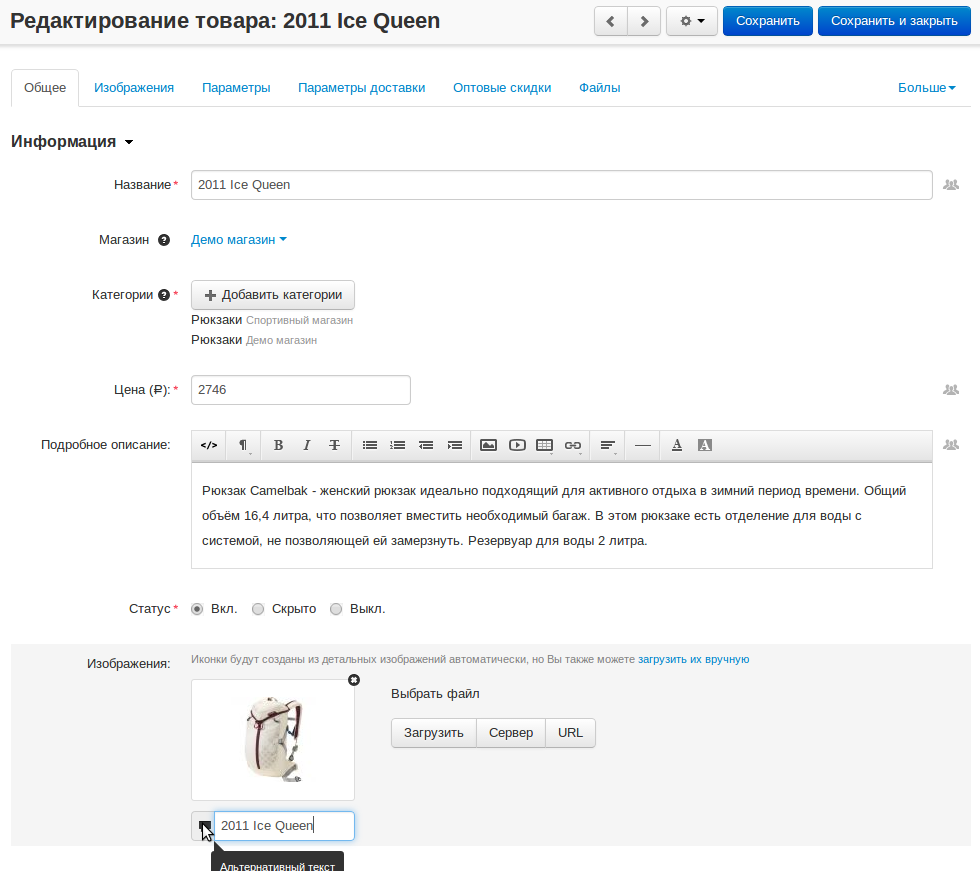 Редактирование товара: 2011 Ice Queen
Сохранить
Сохранить и закрыть
Общее
Изображения
Параметры
Параметры доставки
Оптовые скидки
Файлы
Больше
Информация
Название*
2011 Ice Queen
Магазин ?
Демо магазин
Категории ? *
Добавить категории
Рюкзаки Спортивный магазин
Рюкзаки Демо магазин
Цена (₽): *
2746
Подробное описание:
</> ¶ B I T A A
Рюкзак Camelbak - женский рюкзак идеально подходящий для активного отдыха в зимний период времени. Общий
объём 16,4 литра, что позволяет вместить необходимый багаж. В этом рюкзаке есть отделение для воды с
системой, не позволяющей ей замерзнуть. Резервуар для воды 2 литра.
Статус*
Вкл.
Скрыто
Выкл.
Изображения:
Иконки будут созданы из детальных изображений автоматически, но Вы также можете загрузить их вручную
Выбрать файл
Загрузить
Сервер
URL
2011 Ice Queen
Альтернативный текст